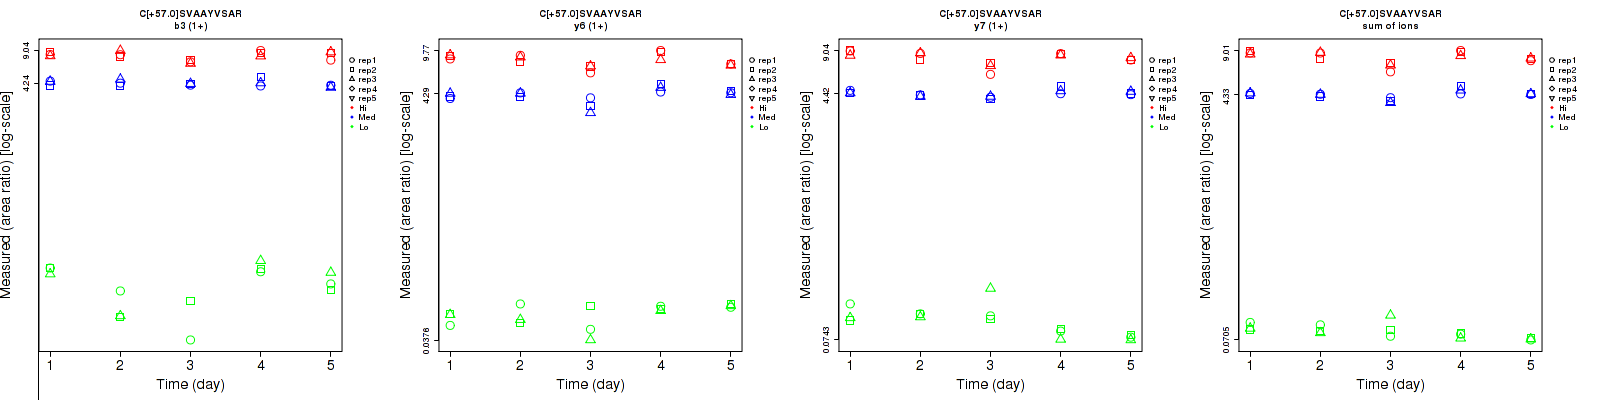 C[+57.0]SVAAYVSAR
b3 (1+)
Measured (area ratio) [log-scale]
9.04
4.24
1 2 3 4 5
Time (day)
rep1
rep2
rep3
rep4
rep5
Hi
Med
Lo
C[+57.0]SVAAYVSAR
y6 (1+)
Measured (area ratio) [log-scale]
9.77
4.29
0.0376
1 2 3 4 5
Time (day)
rep1
rep2
rep3
rep4
rep5
Hi
Med
Lo
C[+57.0]SVAAYVSAR
y7 (1+)
Measured (area ratio) [log-scale]
9.04
4.42
0.0743
1 2 3 4 5
Time (day)
rep1
rep2
rep3
rep4
rep5
Hi
Med
Lo
C[+57.0]SVAAYVSAR
sum of ions
Measured (area ratio) [log-scale]
9.01
4.33
0.0705
1 2 3 4 5
Time (day)
rep1
rep2
rep3
rep4
rep5
Hi
Med
Lo